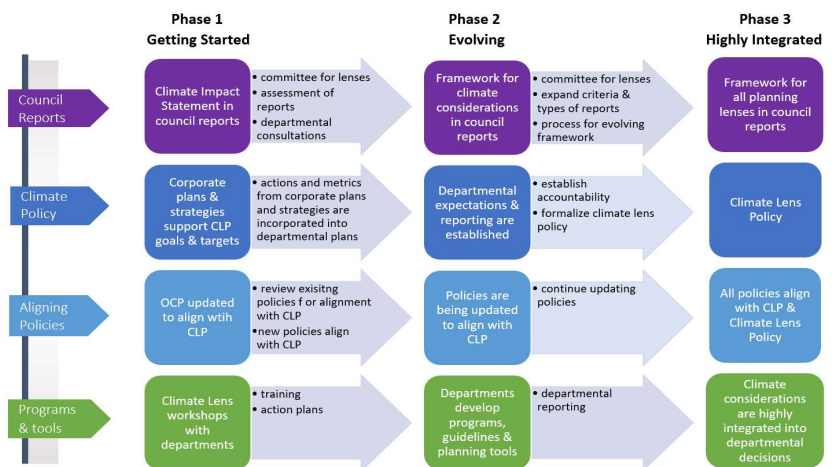 Phase 1
Getting Started
Phase 2
Evolving
Phase 3
Highly Integrated
Council
Reports
Climate Impact
Statement in
council reports
• committee for lenses
• assessment of
reports
• departmental
consultations
Framework for
climate
considerations
in council
reports
• committee for lenses
• expand criteria &
types of reports
• process for evolving
framework
Framework for
all planning
lenses in council
reports
Climate
Policy
Corporate
plans &
strategies
support CLP
goals & targets
• actions and metrics
from corporate plans
and strategies are
incorporated into
departmental plans
Departmental
expectations &
reporting are
established
• establish
accountability
• formalize climate lens
policy
Climate Lens
Policy
Aligning
Policies
OCP updated
to align wtih
CLP
• review exisitng
policies f or alignment
with CLP
•new policies align
with CLP
Policies are
being updated
to align with
CLP
• continue updating
policies
All policies align
with CLP &
Climate Lens
Policy
Programs
& tools
Climate Lens
workshops
with
departments
• training
• action plans
Departments
develop
programs,
guidelines &
planning tools
• departmental
reporting
Climate
considerations
are highly
integrated into
departmental
decisions